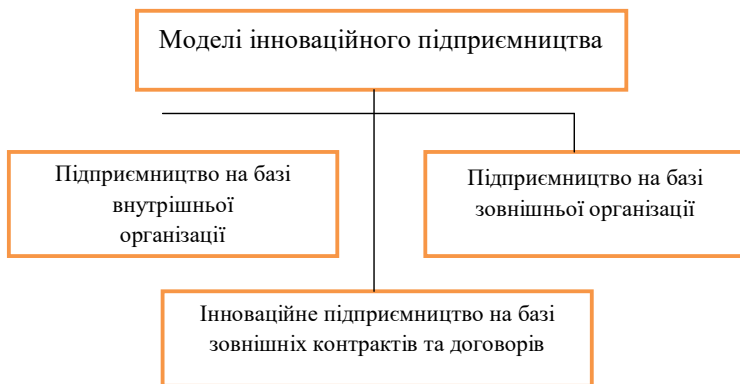 Моделі інноваційного підприємництва
Підприємництво на базі
внутрішньої
організації
Підприємництво на базі
зовнішньої організації
Інноваційне підприємництво на базі
зовнішніх контрактів та договорів